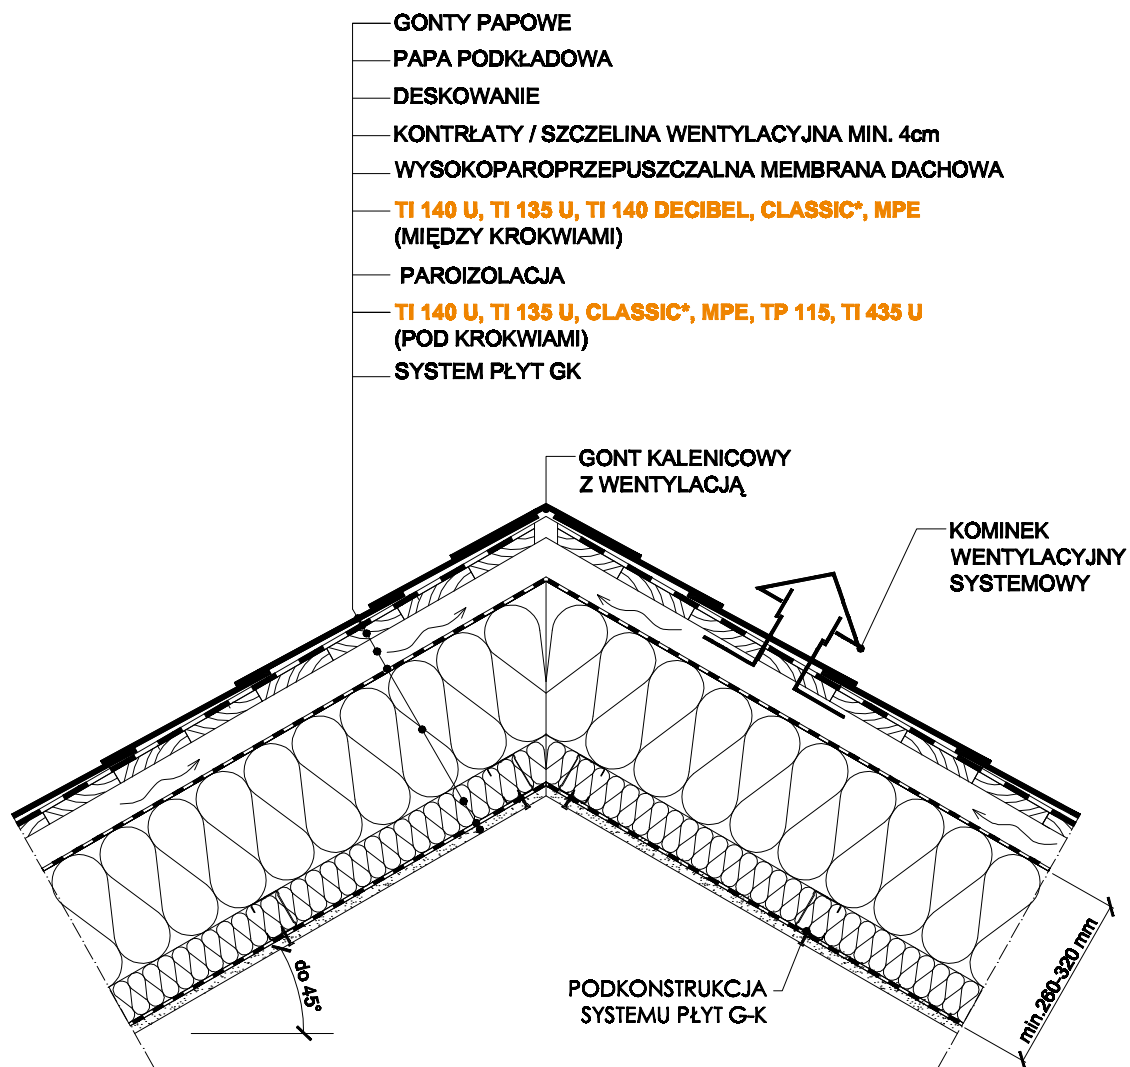 GONTY PAPOWE
PAPA PODKŁADOWA
DESKOWANIE
KONTRŁATY / SZCZELINA WENTYLACYJNA MIN. 4cm
WYSOKOPAROPRZEPUSZCZALNA MEMBRANA DACHOWA
TI 140 U, TI 135 U, TI 140 DECIBEL, CLASSIC*, MPE
(MIĘDZY KROKWIAMI)
PAROIZOLACJA
TI 140 U, TI 135 U, CLASSIC*, MPE, TP 115, TI 435 U
(POD KROKWIAMI)
SYSTEM PŁYT GK
GONT KALENICOWY
Z WENTYLACJĄ
KOMINEK
WENTYLACYJNY
SYSTEMOWY
do 45°
PODKONSTRUKCJA
SYSTEMU PŁYT G-K
min.260-320 mm